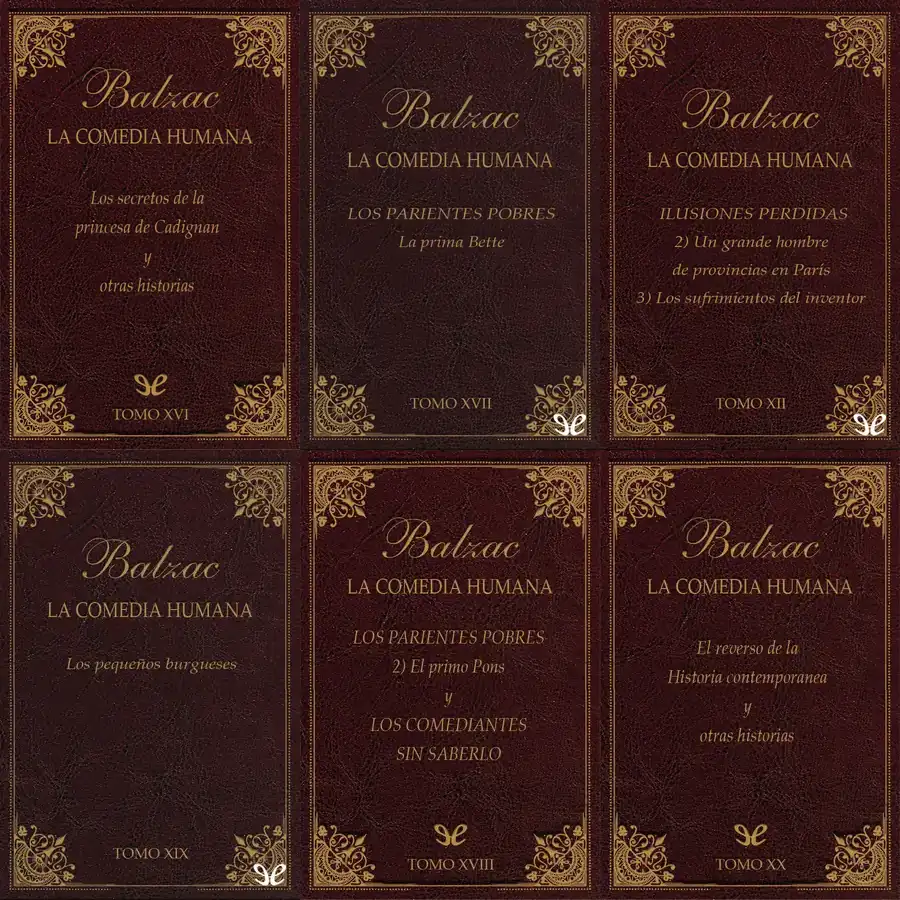 Balzac
LA COMEDIA HUMANA
Los secretos de la
princesa de Cadignan
y
otras historias
TOMO XVI
Balzac
LA COMEDIA HUMANA
LOS PARIENTES POBRES
La prima Bette
TOMO XVII
Balzac
LA COMEDIA HUMANA
ILUSIONES PERDIDAS
2) Un grande hombre
de provincias en París
3) Los sufrimientos del inventor
TOMO XII
Balzac
LA COMEDIA HUMANA
Los pequeños burgueses
TOMO XIX
Balzac
LA COMEDIA HUMANA
LOS PARIENTES POBRES
2) El primo Pons
y
LOS COMEDIANTES
SIN SABERLO
TOMO XVIII
Balzac
LA COMEDIA HUMANA
El reverso de la
Historia contemporanea
y
otras historias
TOMO XX